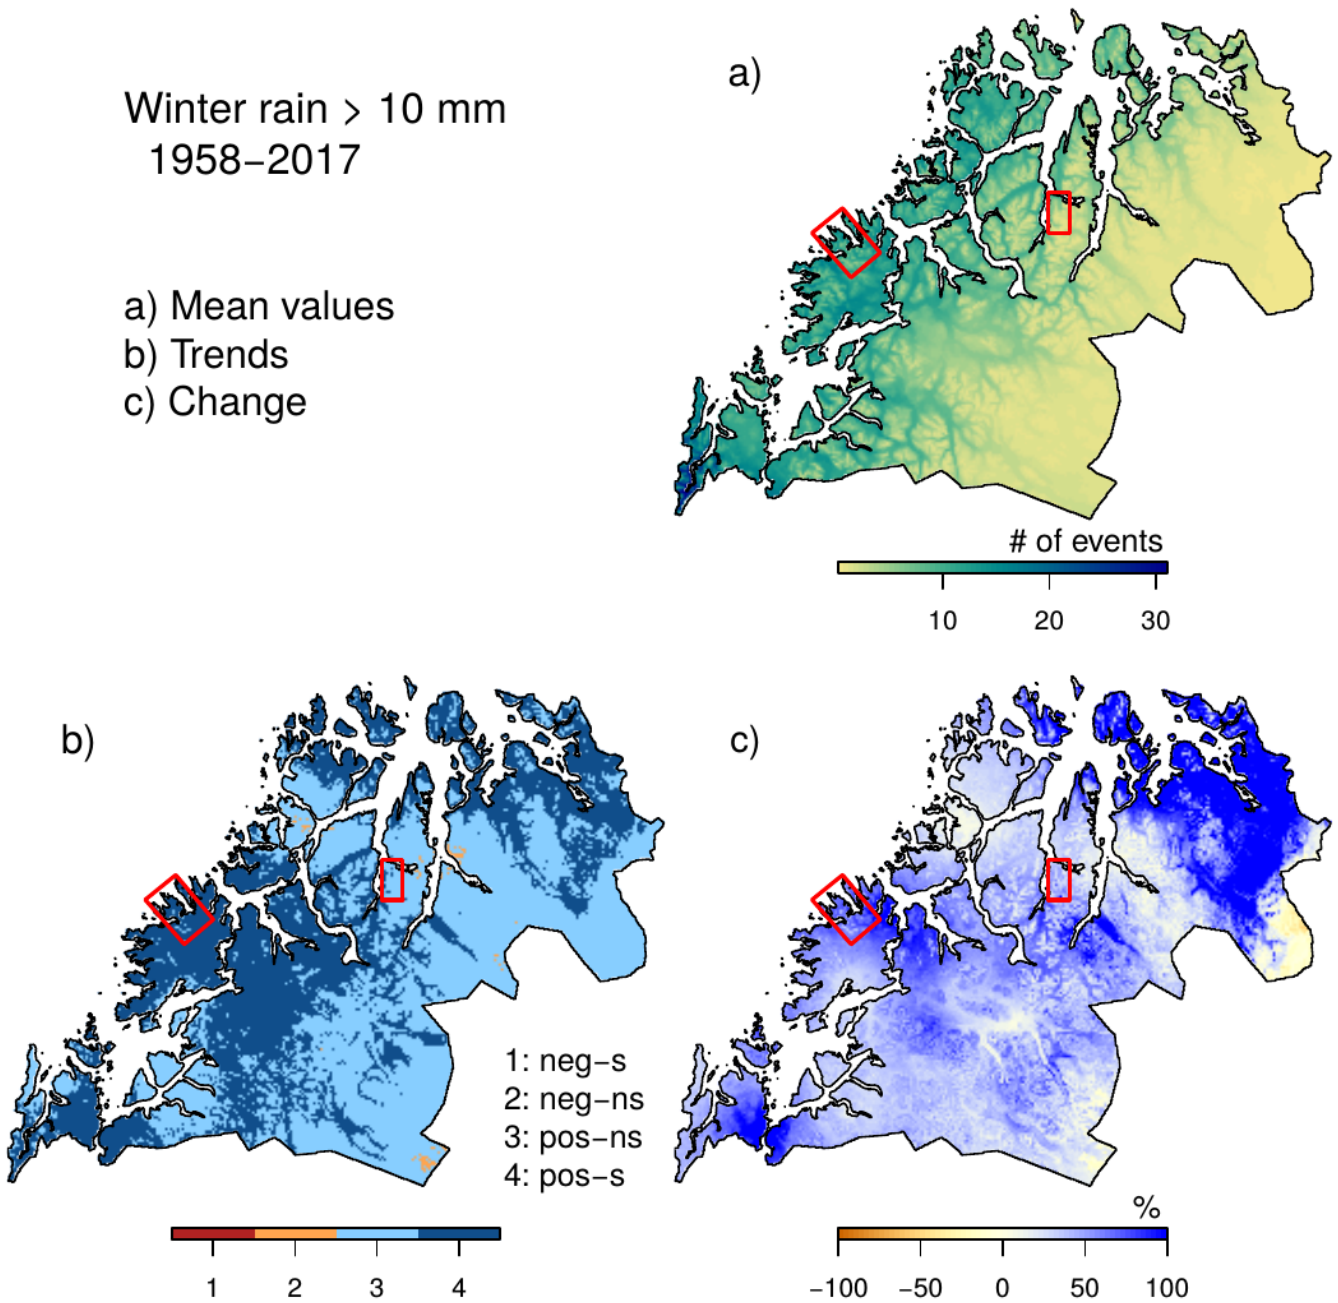 Winter rain > 10 mm
1958−2017
a) Mean values
b) Trends
c) Change
a)
# of events
10 20 30
b)
1: neg−s
2: neg−ns
3: pos−ns
4: pos−s
1 2 3 4
c)
%
−100 −50 0 50 100